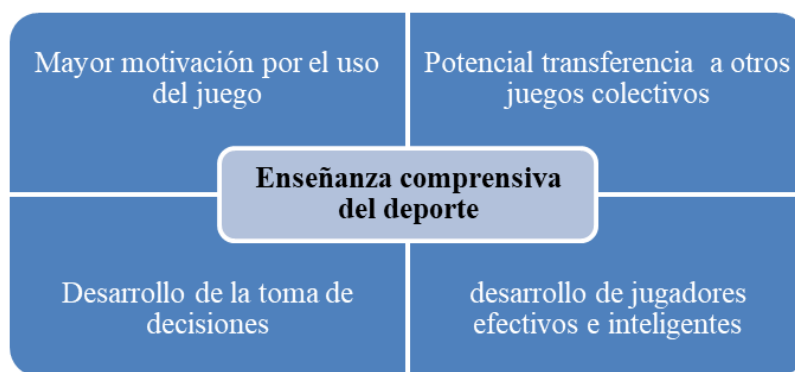 Mayor motivación por el uso
del juego
Potencial transferencia a otros
juegos colectivos
Enseñanza comprensiva
del deporte
Desarrollo de la toma de
decisiones
desarrollo de jugadores
efectivos e inteligentes